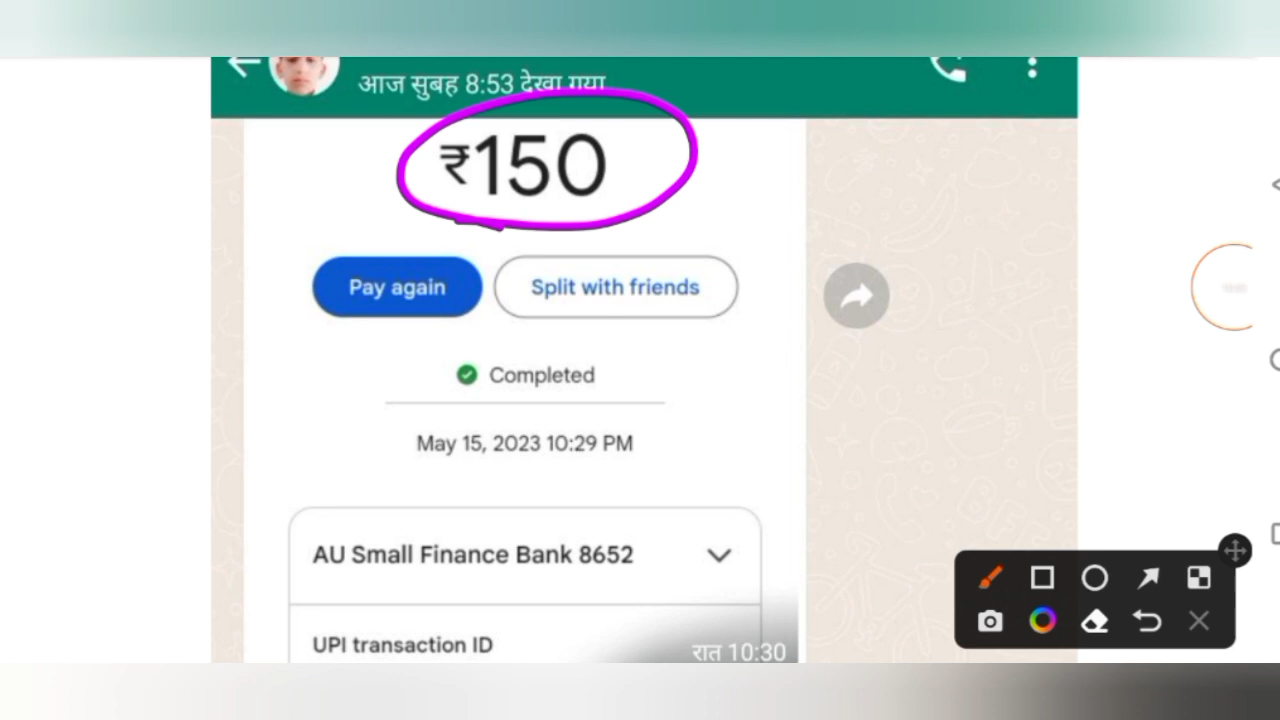 आज सुबह 8:53 देखा गया
₹150
Pay again
Split with friends
Completed
May 15, 2023 10:29 PM
AU Small Finance Bank 8652
UPI transaction ID
रात 10:30